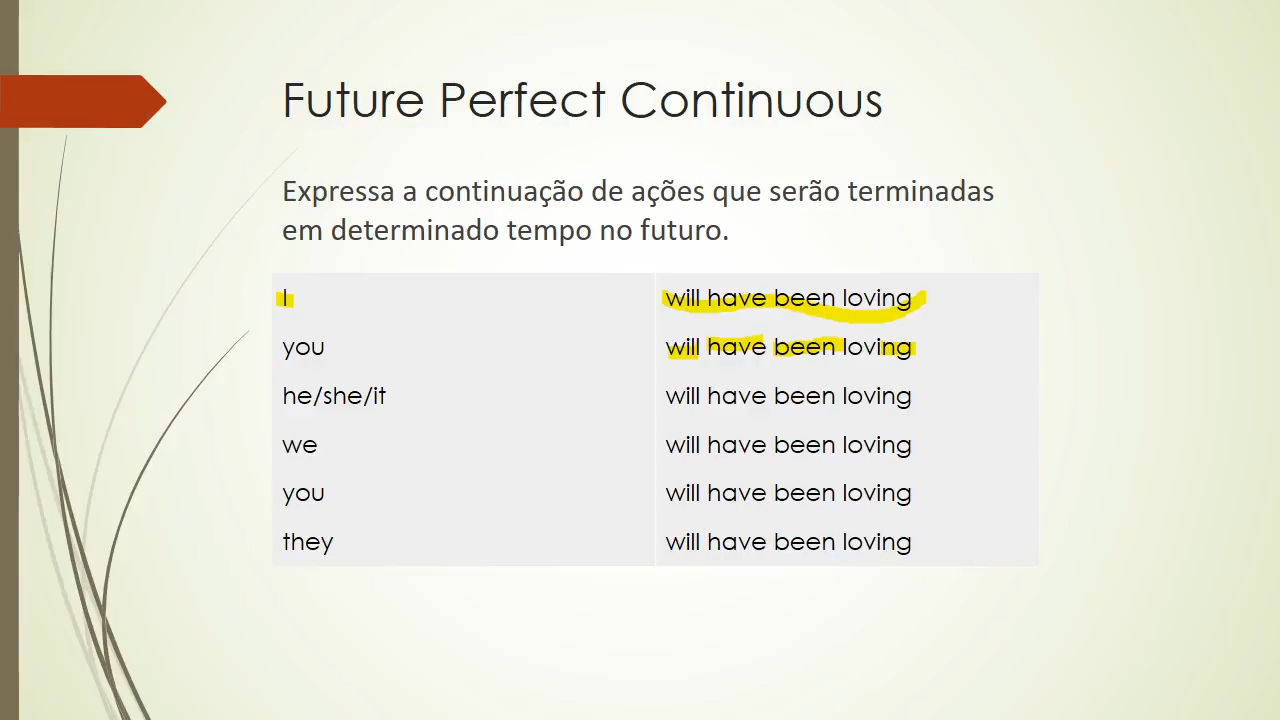 Future Perfect Continuous
Expressa a continuação de ações que serão terminadas
em determinado tempo no futuro.
I will have been loving
you will have been loving
he/she/it will have been loving
we will have been loving
you will have been loving
they will have been loving